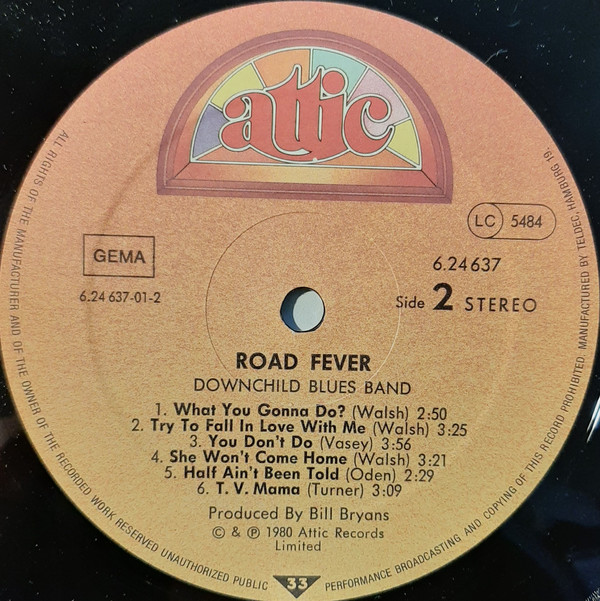 attic
LC 5484
GEMA
6.24 637
6.24 637-01-2
Side 2 STEREO
ROAD FEVER
DOWNCHILD BLUES BAND
1. What You Gonna Do? (Walsh) 2:50
2. Try To Fall In Love With Me (Walsh) 3:25
3. You Don't Do (Vasey) 3:56
4. She Won't Come Home (Walsh) 3:21
5. Half Ain't Been Told (Oden) 2:29
6. T. V. Mama (Turner) 3:09
Produced By Bill Bryans
© & ℗ 1980 Attic Records
Limited
33
ALL RIGHTS OF THE MANUFACTURER AND OF THE OWNER OF THE RECORDED WORK RESERVED UNAUTHORIZED PUBLIC PERFORMANCE BROADCASTING AND COPYING OF THIS RECORD PROHIBITED. MANUFACTURED BY TELDEC, HAMBURG 19.